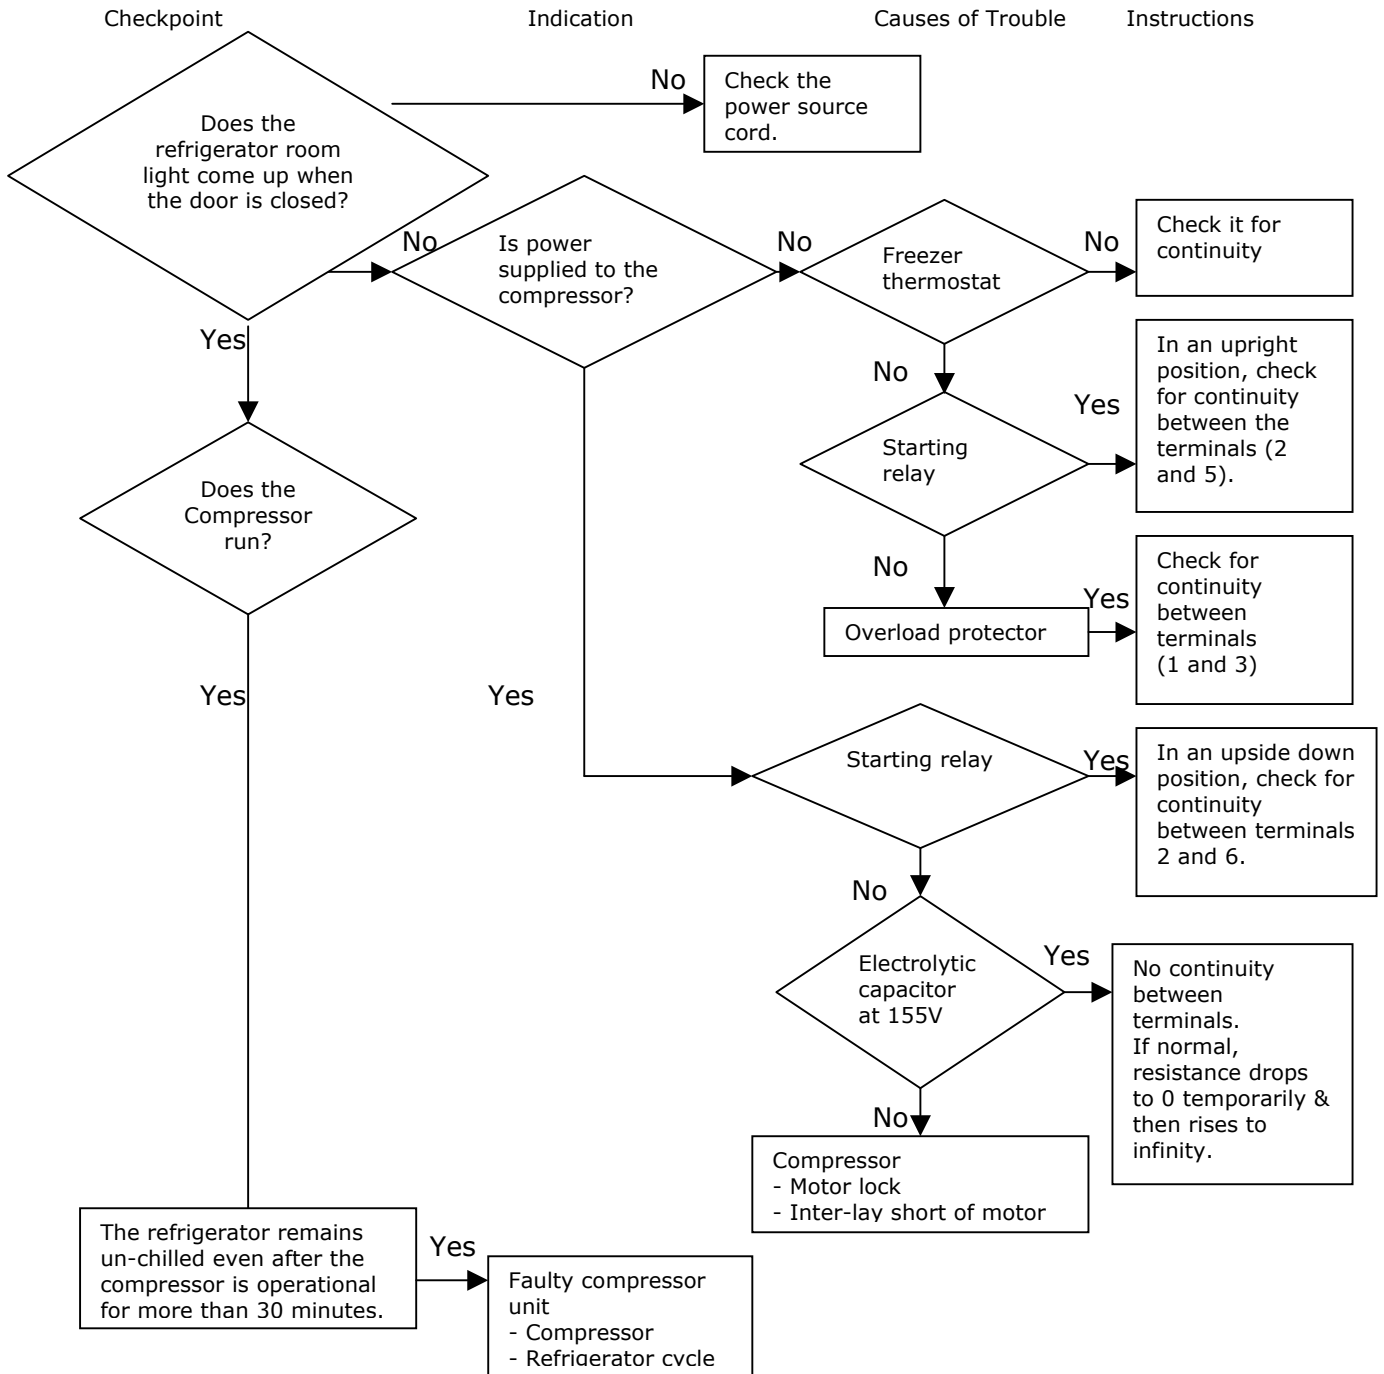 Checkpoint Indication Causes of Trouble Instructions
No
Check the
power source
cord.
Does the
refrigerator room
light come up when
the door is closed?
No
Is power
supplied to the
compressor?
No
Freezer
thermostat
No
Check it for
continuity
Yes
No
Starting
relay
Yes
In an upright
position, check
for continuity
between the
terminals (2
and 5).
Does the
Compressor
run?
No
Overload protector
Yes
Check for
continuity
between
terminals
(1 and 3)
Yes
Yes
Starting relay
Yes
In an upside down
position, check for
continuity
between terminals
2 and 6.
No
Electrolytic
capacitor
at 155V
Yes
No continuity
between
terminals.
If normal,
resistance drops
to 0 temporarily &
then rises to
infinity.
No
Compressor
- Motor lock
- Inter-lay short of motor
The refrigerator remains
un-chilled even after the
compressor is operational
for more than 30 minutes.
Yes
Faulty compressor
unit
- Compressor
- Refrigerator cycle